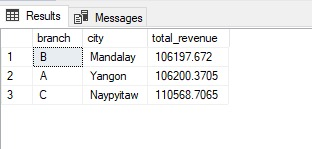 Results Messages
branch city total_revenue
1 B Mandalay 106197.672
2 A Yangon 106200.3705
3 C Naypyitaw 110568.7065